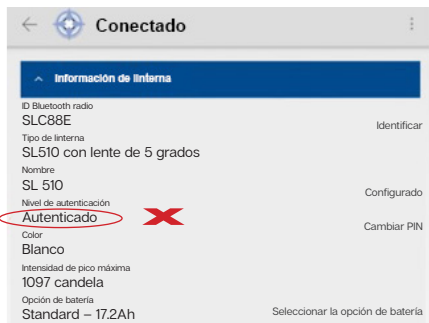 Conectado
Información de linterna
ID Bluetooth radio
SLC88E
Identificar
Tipo de linterna
SL510 con lente de 5 grados
Nombre
SL 510
Configurado
Nivel de autenticación
Autenticado
Cambiar PIN
Color
Blanco
Intensidad de pico máxima
1097 candela
Opción de batería
Standard – 17.2Ah
Seleccionar la opción de batería